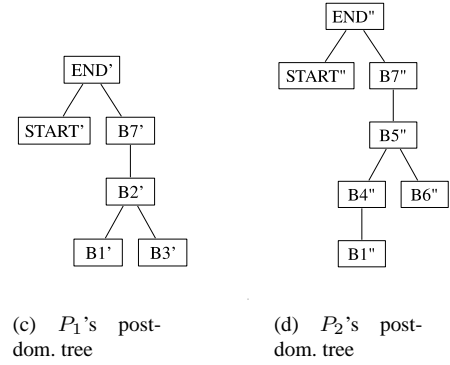 END'
START' B7'
B2'
B1' B3'
(c) P₁'s post-
dom. tree
END"
START" B7"
B5"
B4" B6"
B1"
(d) P₂'s post-
dom. tree